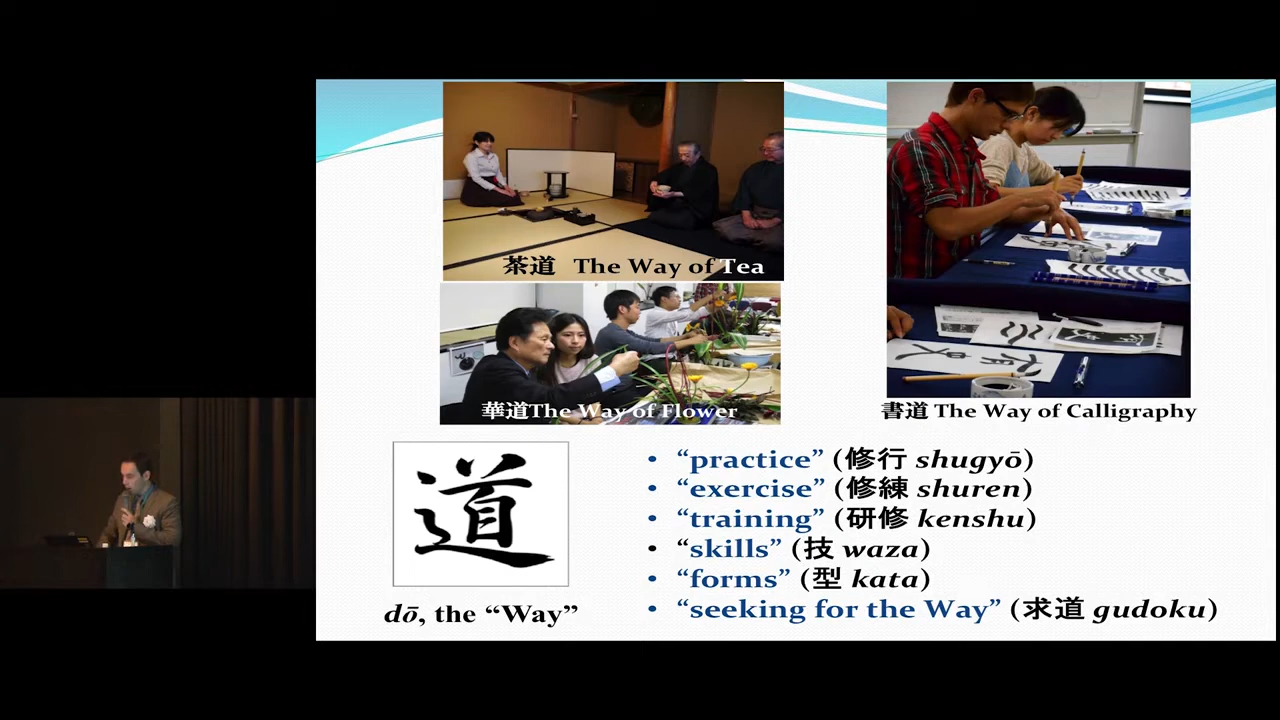 茶道 The Way of Tea
華道The Way of Flower
書道 The Way of Calligraphy
道
dō, the “Way”
• “practice” (修行 shugyō)
• “exercise” (修練 shuren)
• “training” (研修 kenshu)
• “skills” (技 waza)
• “forms” (型 kata)
• “seeking for the Way” (求道 gudoku)